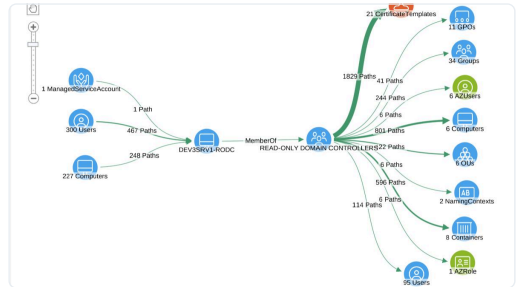 21 CertificateTemplates
11 GPOs
1829 Paths
34 Groups
41 Paths
244 Paths
1 ManagedServiceAccount
6 Paths
6 AZUsers
1 Path
300 Users
467 Paths
801 Paths
6 Computers
MemberOf
DEV3SRV1-RODC
READ-ONLY DOMAIN CONTROLLERS
22 Paths
248 Paths
6 Paths
6 OUs
227 Computers
AB
596 Paths
2 NamingContexts
114 Paths
6 Paths
8 Containers
1 AZRole
95 Users